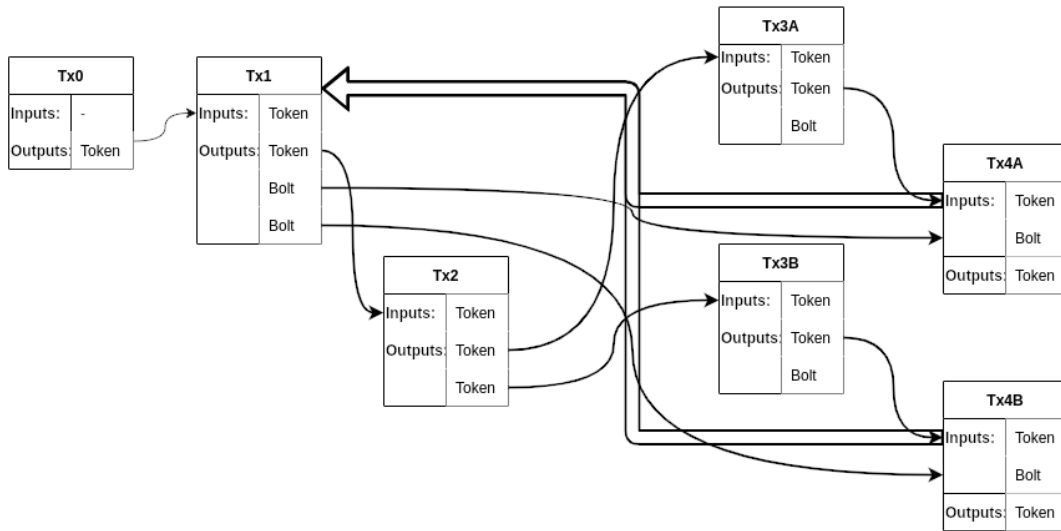 Tx0
Inputs: -
Outputs: Token
Tx1
Inputs: Token
Outputs: Token
Bolt
Bolt
Tx2
Inputs: Token
Outputs: Token
Token
Tx3A
Inputs: Token
Outputs: Token
Bolt
Tx3B
Inputs: Token
Outputs: Token
Bolt
Tx4A
Inputs: Token
Bolt
Outputs: Token
Tx4B
Inputs: Token
Bolt
Outputs: Token